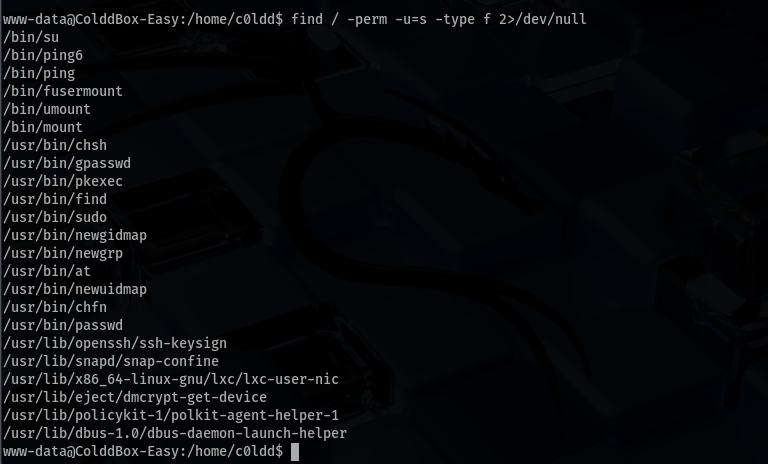 www-data@ColddBox-Easy:/home/c0ldd$ find / -perm -u=s -type f 2>/dev/null
/bin/su
/bin/ping6
/bin/ping
/bin/fusermount
/bin/umount
/bin/mount
/usr/bin/chsh
/usr/bin/gpasswd
/usr/bin/pkexec
/usr/bin/find
/usr/bin/sudo
/usr/bin/newgidmap
/usr/bin/newgrp
/usr/bin/at
/usr/bin/newuidmap
/usr/bin/chfn
/usr/bin/passwd
/usr/lib/openssh/ssh-keysign
/usr/lib/snapd/snap-confine
/usr/lib/x86_64-linux-gnu/lxc/lxc-user-nic
/usr/lib/eject/dmcrypt-get-device
/usr/lib/policykit-1/polkit-agent-helper-1
/usr/lib/dbus-1.0/dbus-daemon-launch-helper
www-data@ColddBox-Easy:/home/c0ldd$